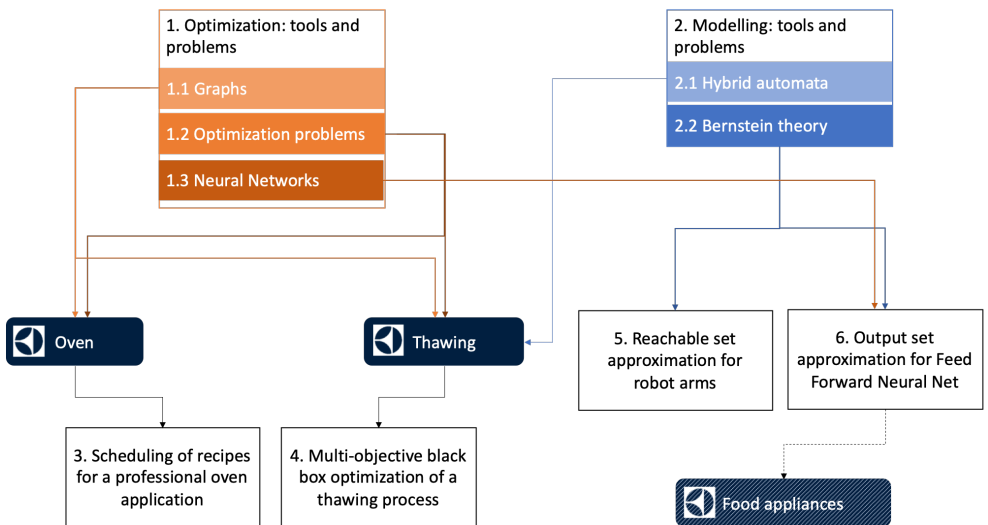 1. Optimization: tools and
problems
1.1 Graphs
1.2 Optimization problems
1.3 Neural Networks
2. Modelling: tools and
problems
2.1 Hybrid automata
2.2 Bernstein theory
Oven
Thawing
5. Reachable set
approximation for
robot arms
6. Output set
approximation for Feed
Forward Neural Net
3. Scheduling of recipes
for a professional oven
application
4. Multi-objective black
box optimization of a
thawing process
Food appliances